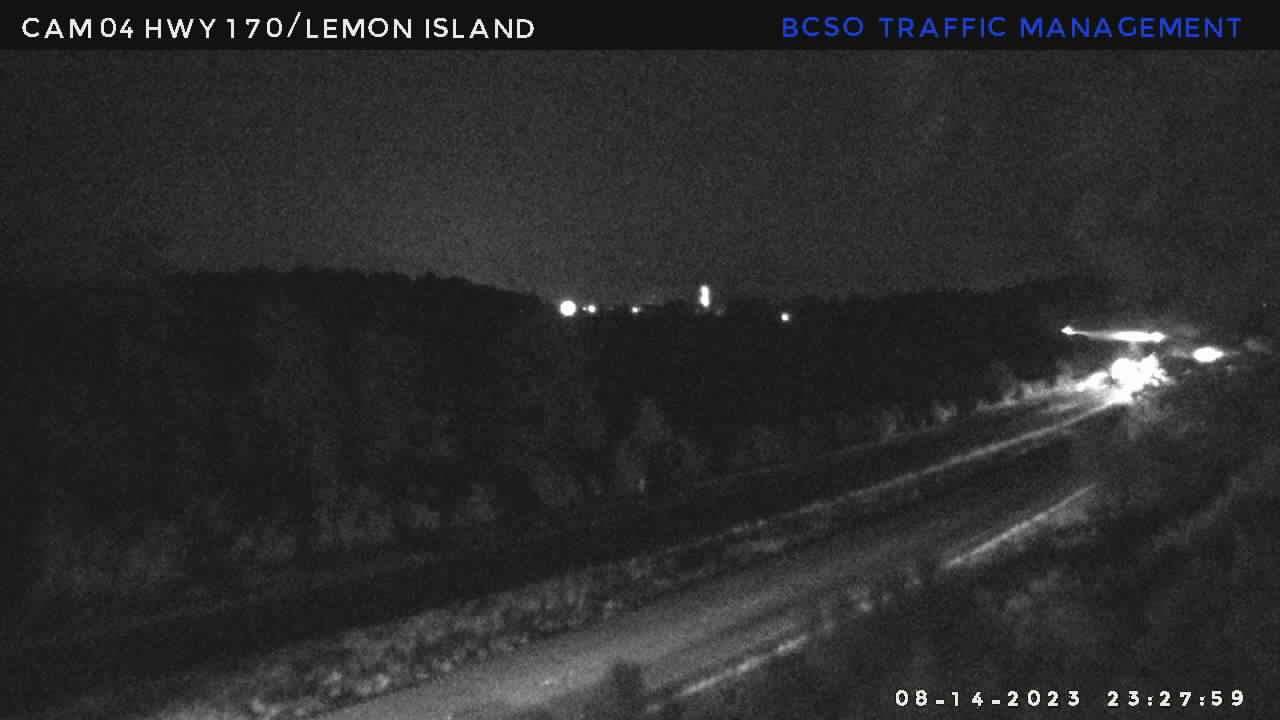 CAM 04 HWY 170/LEMON ISLAND
BCSO TRAFFIC MANAGEMENT
08-14-2023 23:27:59